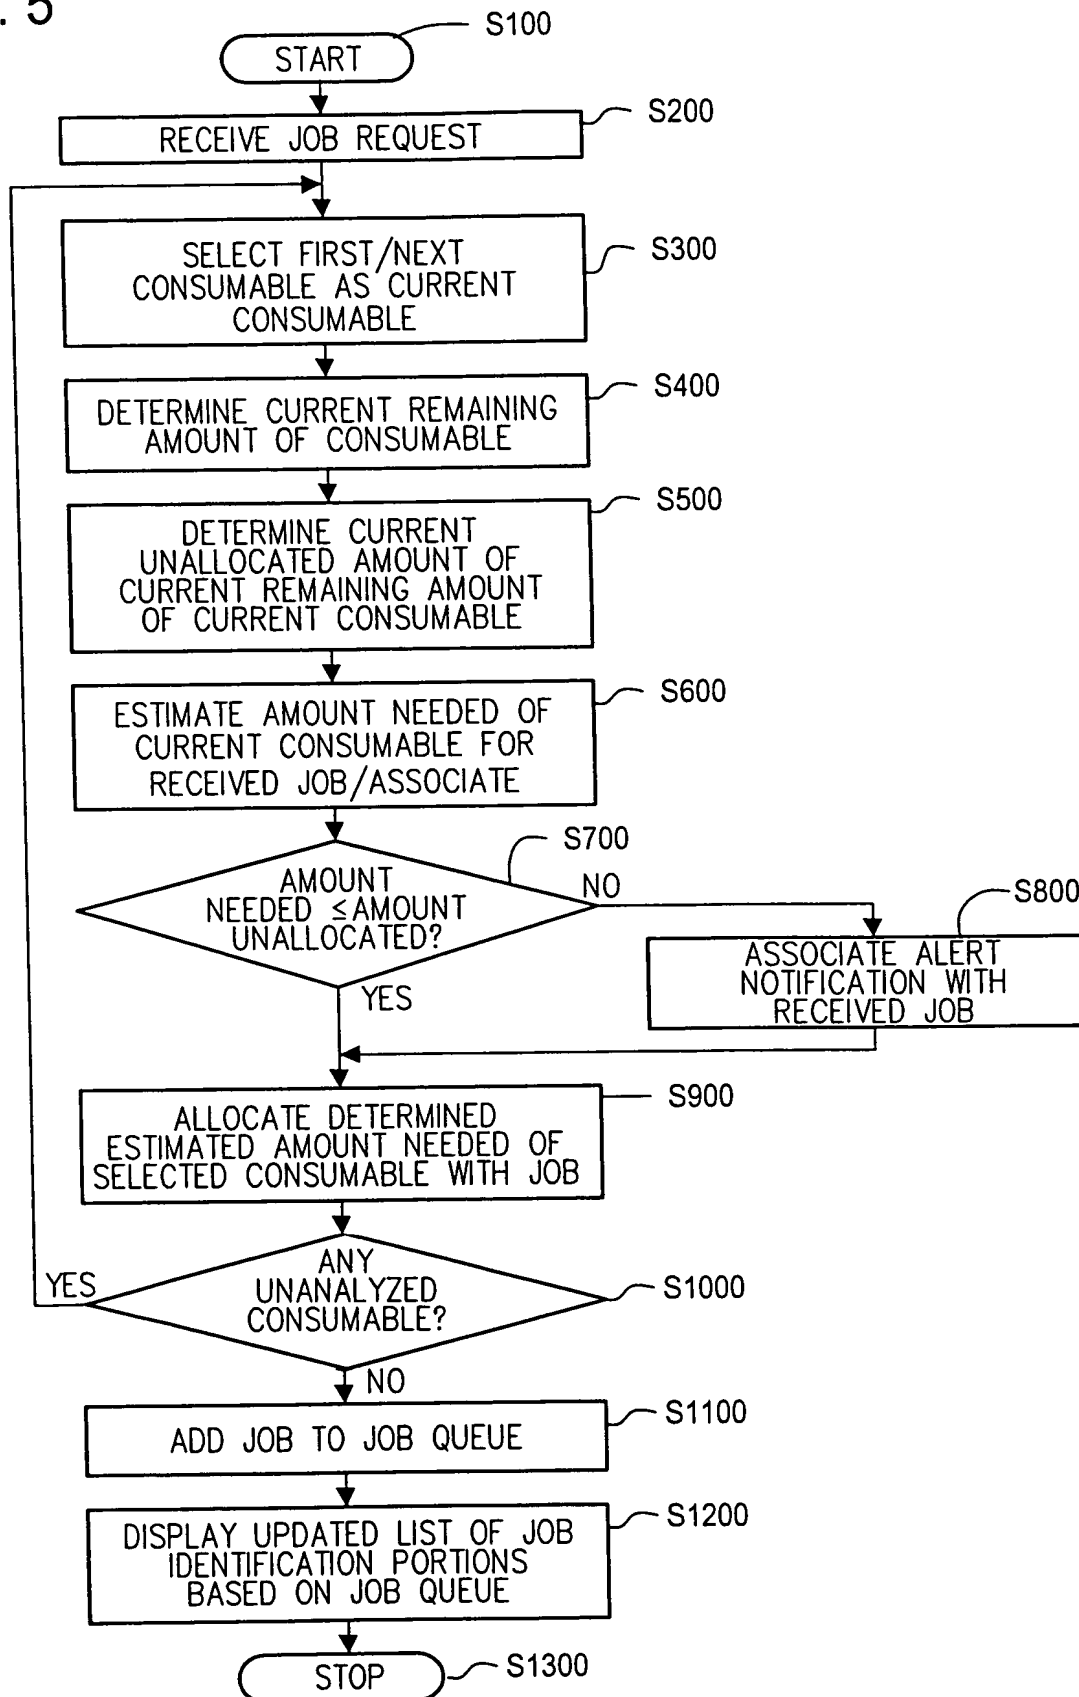 . 5
S100
START
S200
RECEIVE JOB REQUEST
S300
SELECT FIRST/NEXT
CONSUMABLE AS CURRENT
CONSUMABLE
S400
DETERMINE CURRENT REMAINING
AMOUNT OF CONSUMABLE
S500
DETERMINE CURRENT
UNALLOCATED AMOUNT OF
CURRENT REMAINING AMOUNT
OF CURRENT CONSUMABLE
S600
ESTIMATE AMOUNT NEEDED OF
CURRENT CONSUMABLE FOR
RECEIVED JOB/ASSOCIATE
S700
AMOUNT
NEEDED ≤AMOUNT
UNALLOCATED?
NO
YES
S800
ASSOCIATE ALERT
NOTIFICATION WITH
RECEIVED JOB
S900
ALLOCATE DETERMINED
ESTIMATED AMOUNT NEEDED OF
SELECTED CONSUMABLE WITH JOB
ANY
UNANALYZED
CONSUMABLE?
YES
S1000
NO
S1100
ADD JOB TO JOB QUEUE
S1200
DISPLAY UPDATED LIST OF JOB
IDENTIFICATION PORTIONS
BASED ON JOB QUEUE
STOP
S1300